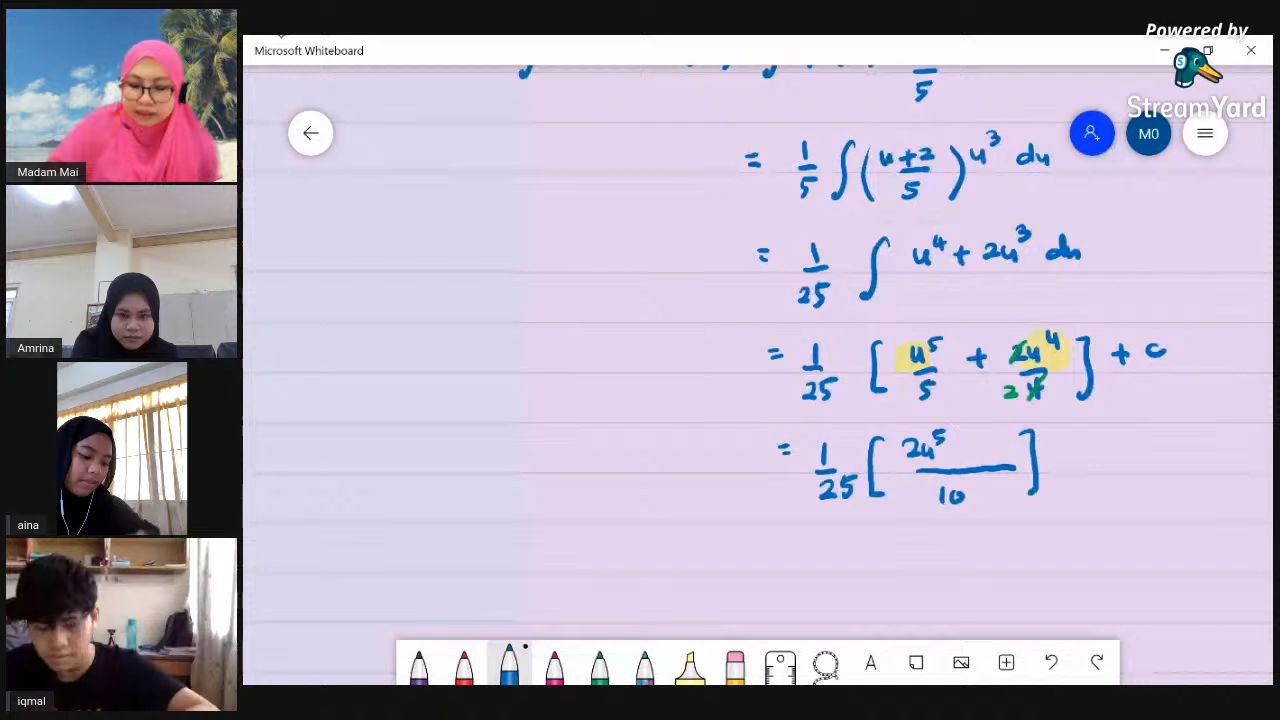 Powered by
StreamYard
Microsoft Whiteboard
M0
5
= 1/5 ∫ ( u+2 / 5 ) u³ du
= 1/25 ∫ u⁴ + 2u³ du
= 1/25 [ u⁵/5 + 2u⁴/4 2 ] + c
= 1/25 [ 2u⁵ / 10 ]
Madam Mai
Amrina
aina
iqmal
A